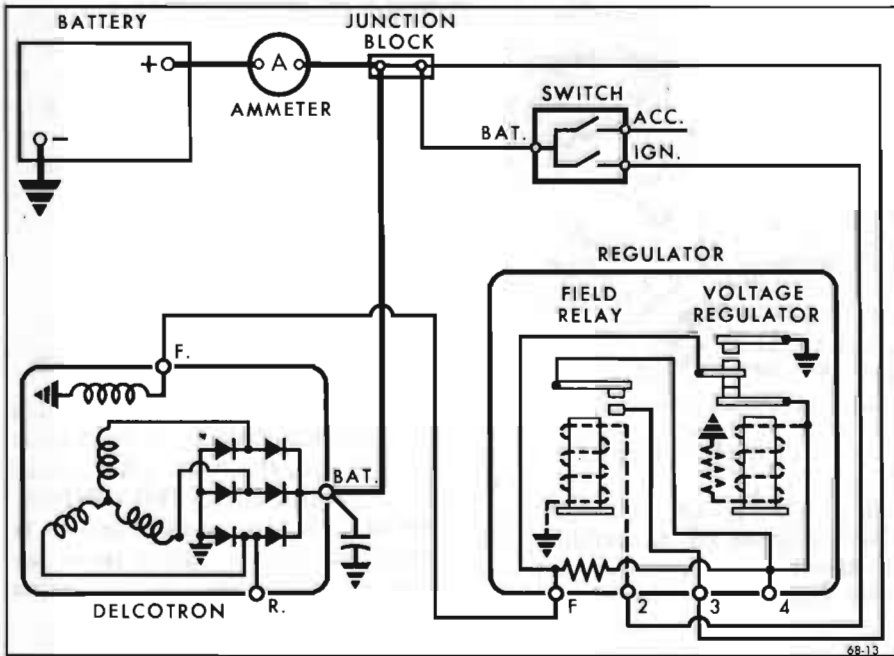 BATTERY
+
-
A
AMMETER
JUNCTION
BLOCK
SWITCH
BAT.
ACC.
IGN.
REGULATOR
FIELD
RELAY
VOLTAGE
REGULATOR
F.
BAT.
DELCOTRON
R.
F
2
3
4
68-13